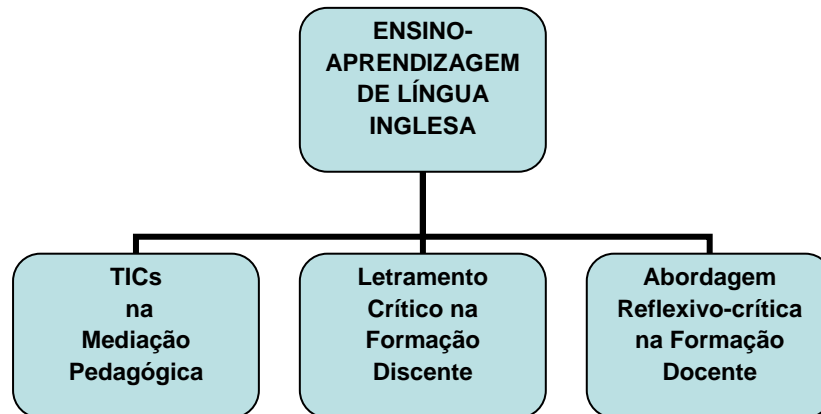 ENSINO-
APRENDIZAGEM
DE LÍNGUA
INGLESA
TICs
na
Mediação
Pedagógica
Letramento
Crítico na
Formação
Discente
Abordagem
Reflexivo-crítica
na Formação
Docente